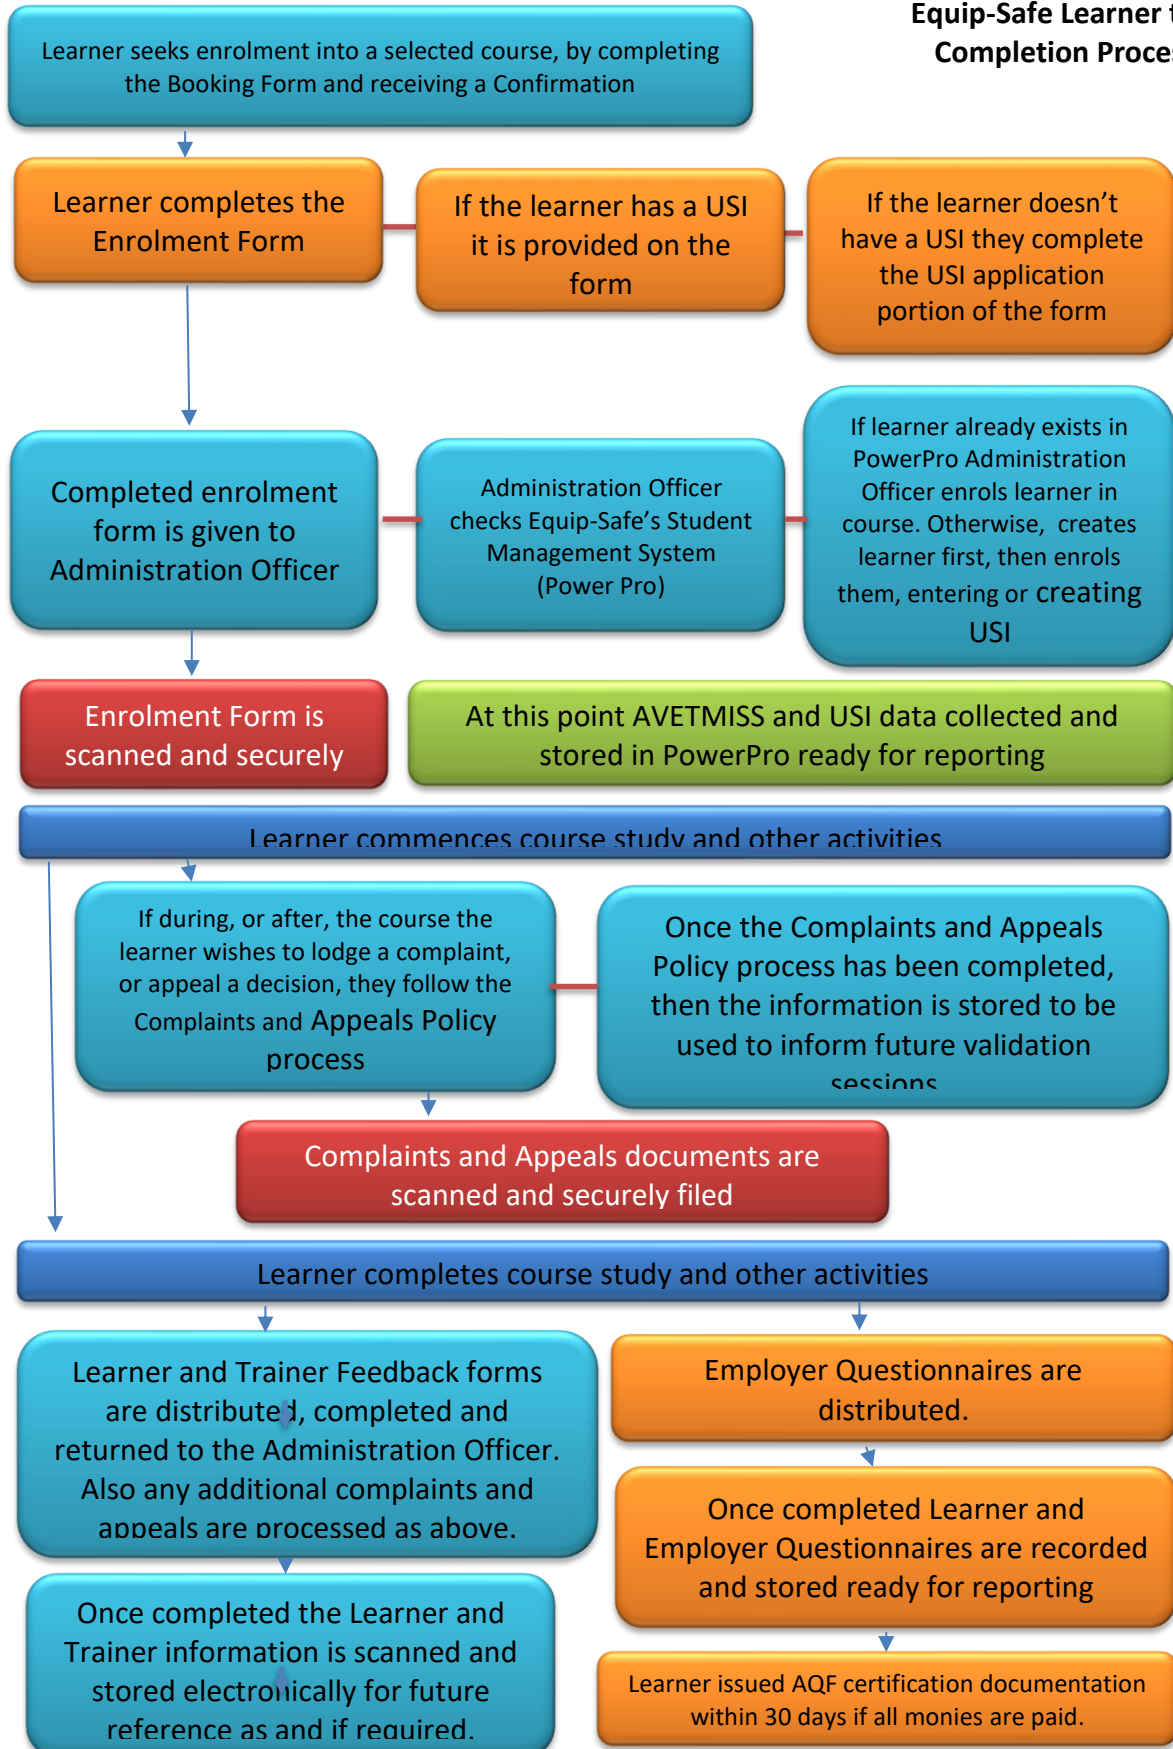 Equip-Safe Learner t
Completion Proces
Learner seeks enrolment into a selected course, by completing
the Booking Form and receiving a Confirmation
Learner completes the
Enrolment Form
If the learner has a USI
it is provided on the
form
If the learner doesn’t
have a USI they complete
the USI application
portion of the form
Completed enrolment
form is given to
Administration Officer
Administration Officer
checks Equip-Safe’s Student
Management System
(Power Pro)
If learner already exists in
PowerPro Administration
Officer enrols learner in
course. Otherwise, creates
learner first, then enrols
them, entering or creating
USI
Enrolment Form is
scanned and securely
At this point AVETMISS and USI data collected and
stored in PowerPro ready for reporting
Learner commences course study and other activities
If during, or after, the course the
learner wishes to lodge a complaint,
or appeal a decision, they follow the
Complaints and Appeals Policy
process
Once the Complaints and Appeals
Policy process has been completed,
then the information is stored to be
used to inform future validation
sessions
Complaints and Appeals documents are
scanned and securely filed
Learner completes course study and other activities
Learner and Trainer Feedback forms
are distributed, completed and
returned to the Administration Officer.
Also any additional complaints and
appeals are processed as above.
Employer Questionnaires are
distributed.
Once completed Learner and
Employer Questionnaires are recorded
and stored ready for reporting
Once completed the Learner and
Trainer information is scanned and
stored electronically for future
reference as and if required.
Learner issued AQF certification documentation
within 30 days if all monies are paid.